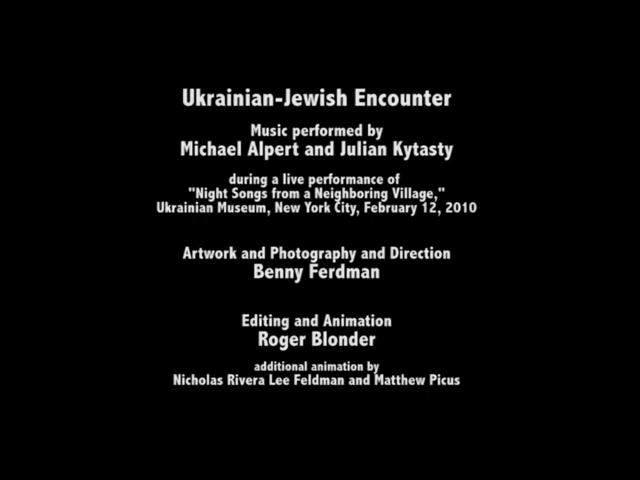 Ukrainian-Jewish Encounter
Music performed by
Michael Alpert and Julian Kytasty
during a live performance of
"Night Songs from a Neighboring Village,"
Ukrainian Museum, New York City, February 12, 2010
Artwork and Photography and Direction
Benny Ferdman
Editing and Animation
Roger Blonder
additional animation by
Nicholas Rivera Lee Feldman and Matthew Picus